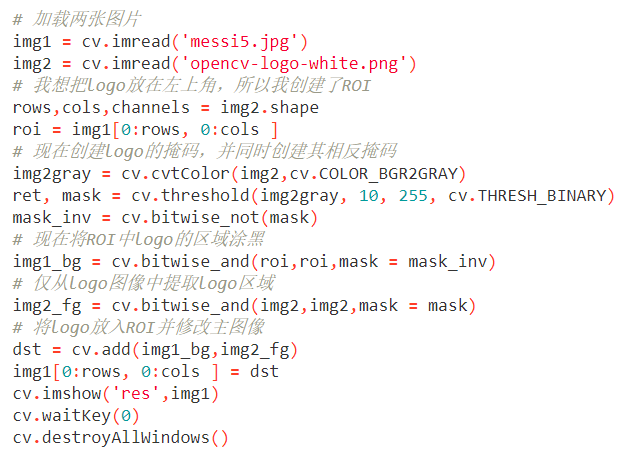 # 加载两张图片
img1 = cv.imread('messi5.jpg')
img2 = cv.imread('opencv-logo-white.png')
# 我想把logo放在左上角，所以我创建了ROI
rows,cols,channels = img2.shape
roi = img1[0:rows, 0:cols ]
# 现在创建logo的掩码，并同时创建其相反掩码
img2gray = cv.cvtColor(img2,cv.COLOR_BGR2GRAY)
ret, mask = cv.threshold(img2gray, 10, 255, cv.THRESH_BINARY)
mask_inv = cv.bitwise_not(mask)
# 现在将ROI中logo的区域涂黑
img1_bg = cv.bitwise_and(roi,roi,mask = mask_inv)
# 仅从logo图像中提取logo区域
img2_fg = cv.bitwise_and(img2,img2,mask = mask)
# 将logo放入ROI并修改主图像
dst = cv.add(img1_bg,img2_fg)
img1[0:rows, 0:cols ] = dst
cv.imshow('res',img1)
cv.waitKey(0)
cv.destroyAllWindows()